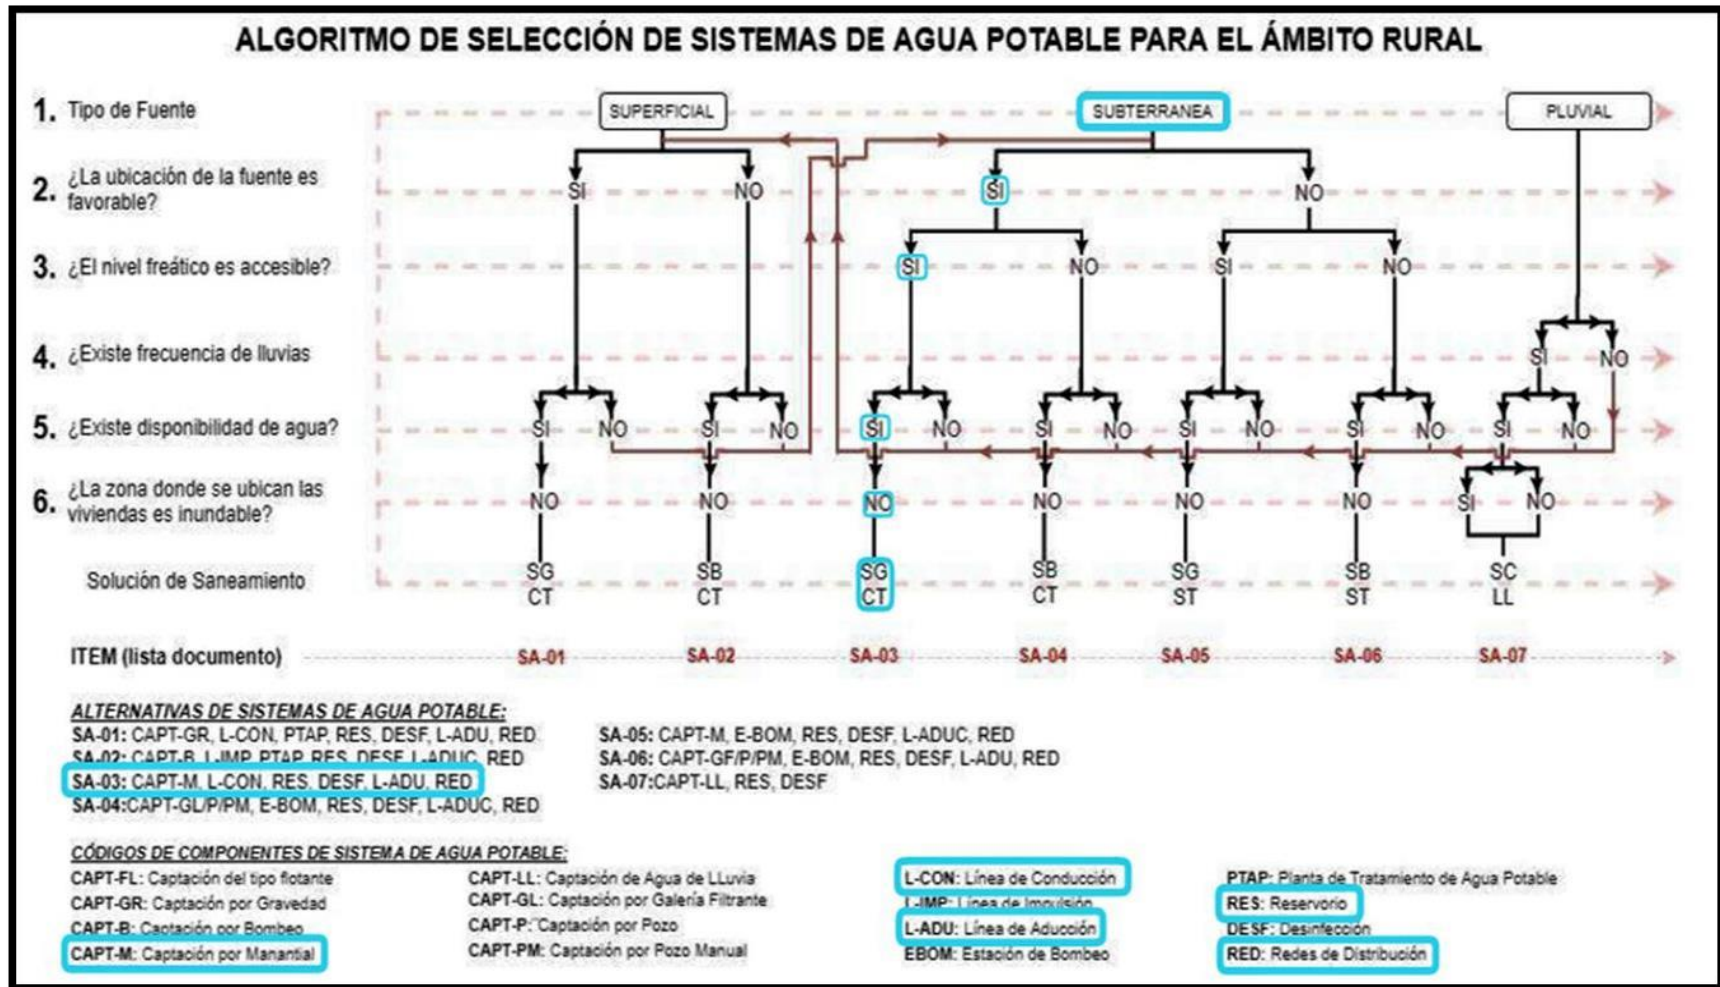 ALGORITMO DE SELECCIÓN DE SISTEMAS DE AGUA POTABLE PARA EL ÁMBITO RURAL
1. Tipo de Fuente SUPERFICIAL SUBTERRANEA PLUVIAL
2. ¿La ubicación de la fuente es favorable? SI NO SI NO
3. ¿El nivel freático es accesible? SI NO SI NO
4. ¿Existe frecuencia de lluvias SI NO
5. ¿Existe disponibilidad de agua? SI NO SI NO SI NO SI NO SI NO SI NO SI NO
6. ¿La zona donde se ubican las viviendas es inundable? NO NO NO NO NO NO SI NO
Solución de Saneamiento SG SB SG SB SG SB SC
CT CT CT CT ST ST LL
ITEM (lista documento) SA-01 SA-02 SA-03 SA-04 SA-05 SA-06 SA-07
ALTERNATIVAS DE SISTEMAS DE AGUA POTABLE:
SA-01: CAPT-GR, L-CON, PTAP, RES, DESF, L-ADU, RED
SA-02: CAPT-B, L-IMP, PTAP, RES, DESF, L-ADUC, RED
SA-03: CAPT-M, L-CON, RES, DESF, L-ADU, RED
SA-04:CAPT-GL/P/PM, E-BOM, RES, DESF, L-ADUC, RED
SA-05: CAPT-M, E-BOM, RES, DESF, L-ADUC, RED
SA-06: CAPT-GF/P/PM, E-BOM, RES, DESF, L-ADU, RED
SA-07:CAPT-LL, RES, DESF
CÓDIGOS DE COMPONENTES DE SISTEMA DE AGUA POTABLE:
CAPT-FL: Captación del tipo flotante
CAPT-GR: Captación por Gravedad
CAPT-B: Captación por Bombeo
CAPT-M: Captación por Manantial
CAPT-LL: Captación de Agua de LLuvia
CAPT-GL: Captación por Galería Filtrante
CAPT-P: Captación por Pozo
CAPT-PM: Captación por Pozo Manual
L-CON: Línea de Conducción
L-IMP: Línea de Impulsión
L-ADU: Línea de Aducción
EBOM: Estación de Bombeo
PTAP: Planta de Tratamiento de Agua Potable
RES: Reservorio
DESF: Desinfección
RED: Redes de Distribución